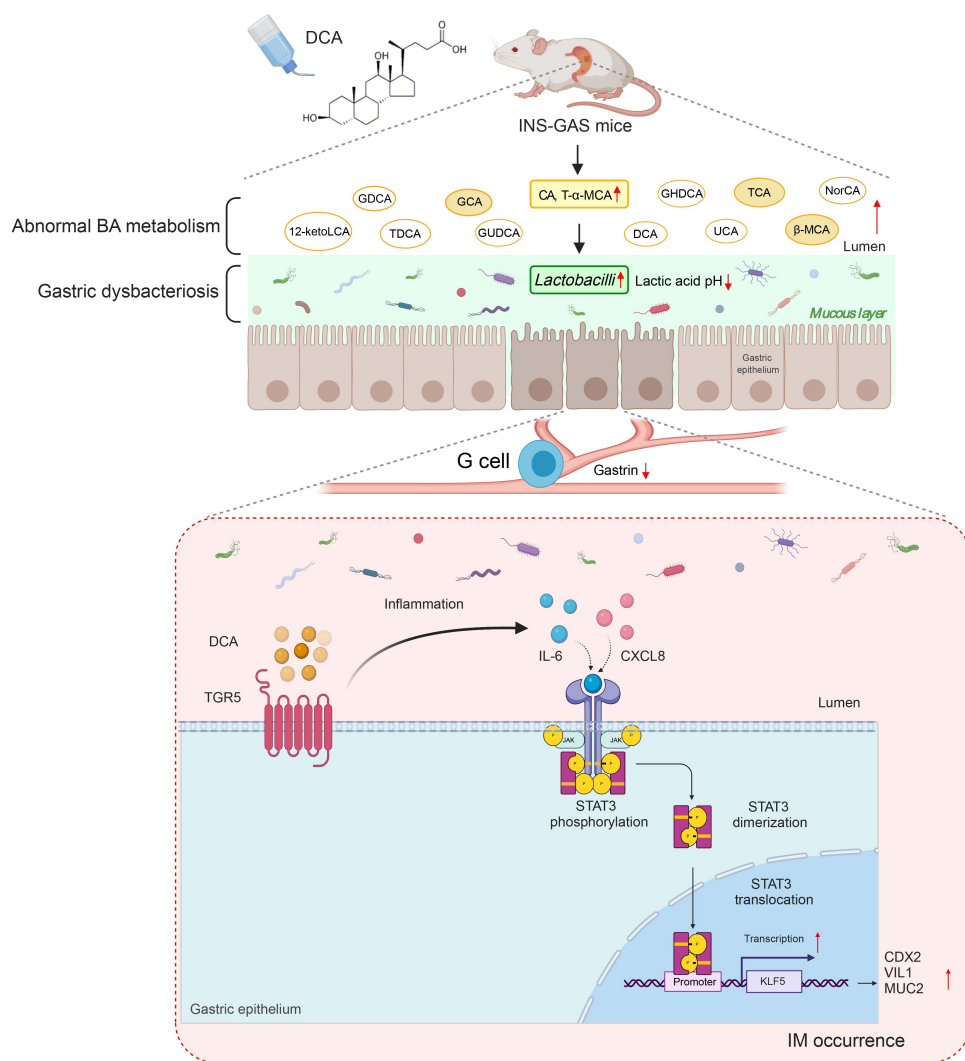 DCA
O
OH
OH
HO
INS-GAS mice
Abnormal BA metabolism
GDCA
GCA
CA, T-α-MCA
GHDCA
TCA
NorCA
12-ketoLCA
TDCA
GUDCA
DCA
UCA
β-MCA
Lumen
Gastric dysbacteriosis
Lactobacilli
Lactic acid pH
Mucous layer
Gastric
epithelium
G cell
Gastrin
Inflammation
DCA
IL-6
CXCL8
TGR5
Lumen
P
JAK
JAK
P
P
P
P
P
STAT3
phosphorylation
STAT3
dimerization
P
P
STAT3
translocation
Transcription
P
P
Promoter
KLF5
CDX2
VIL1
MUC2
Gastric epithelium
IM occurrence